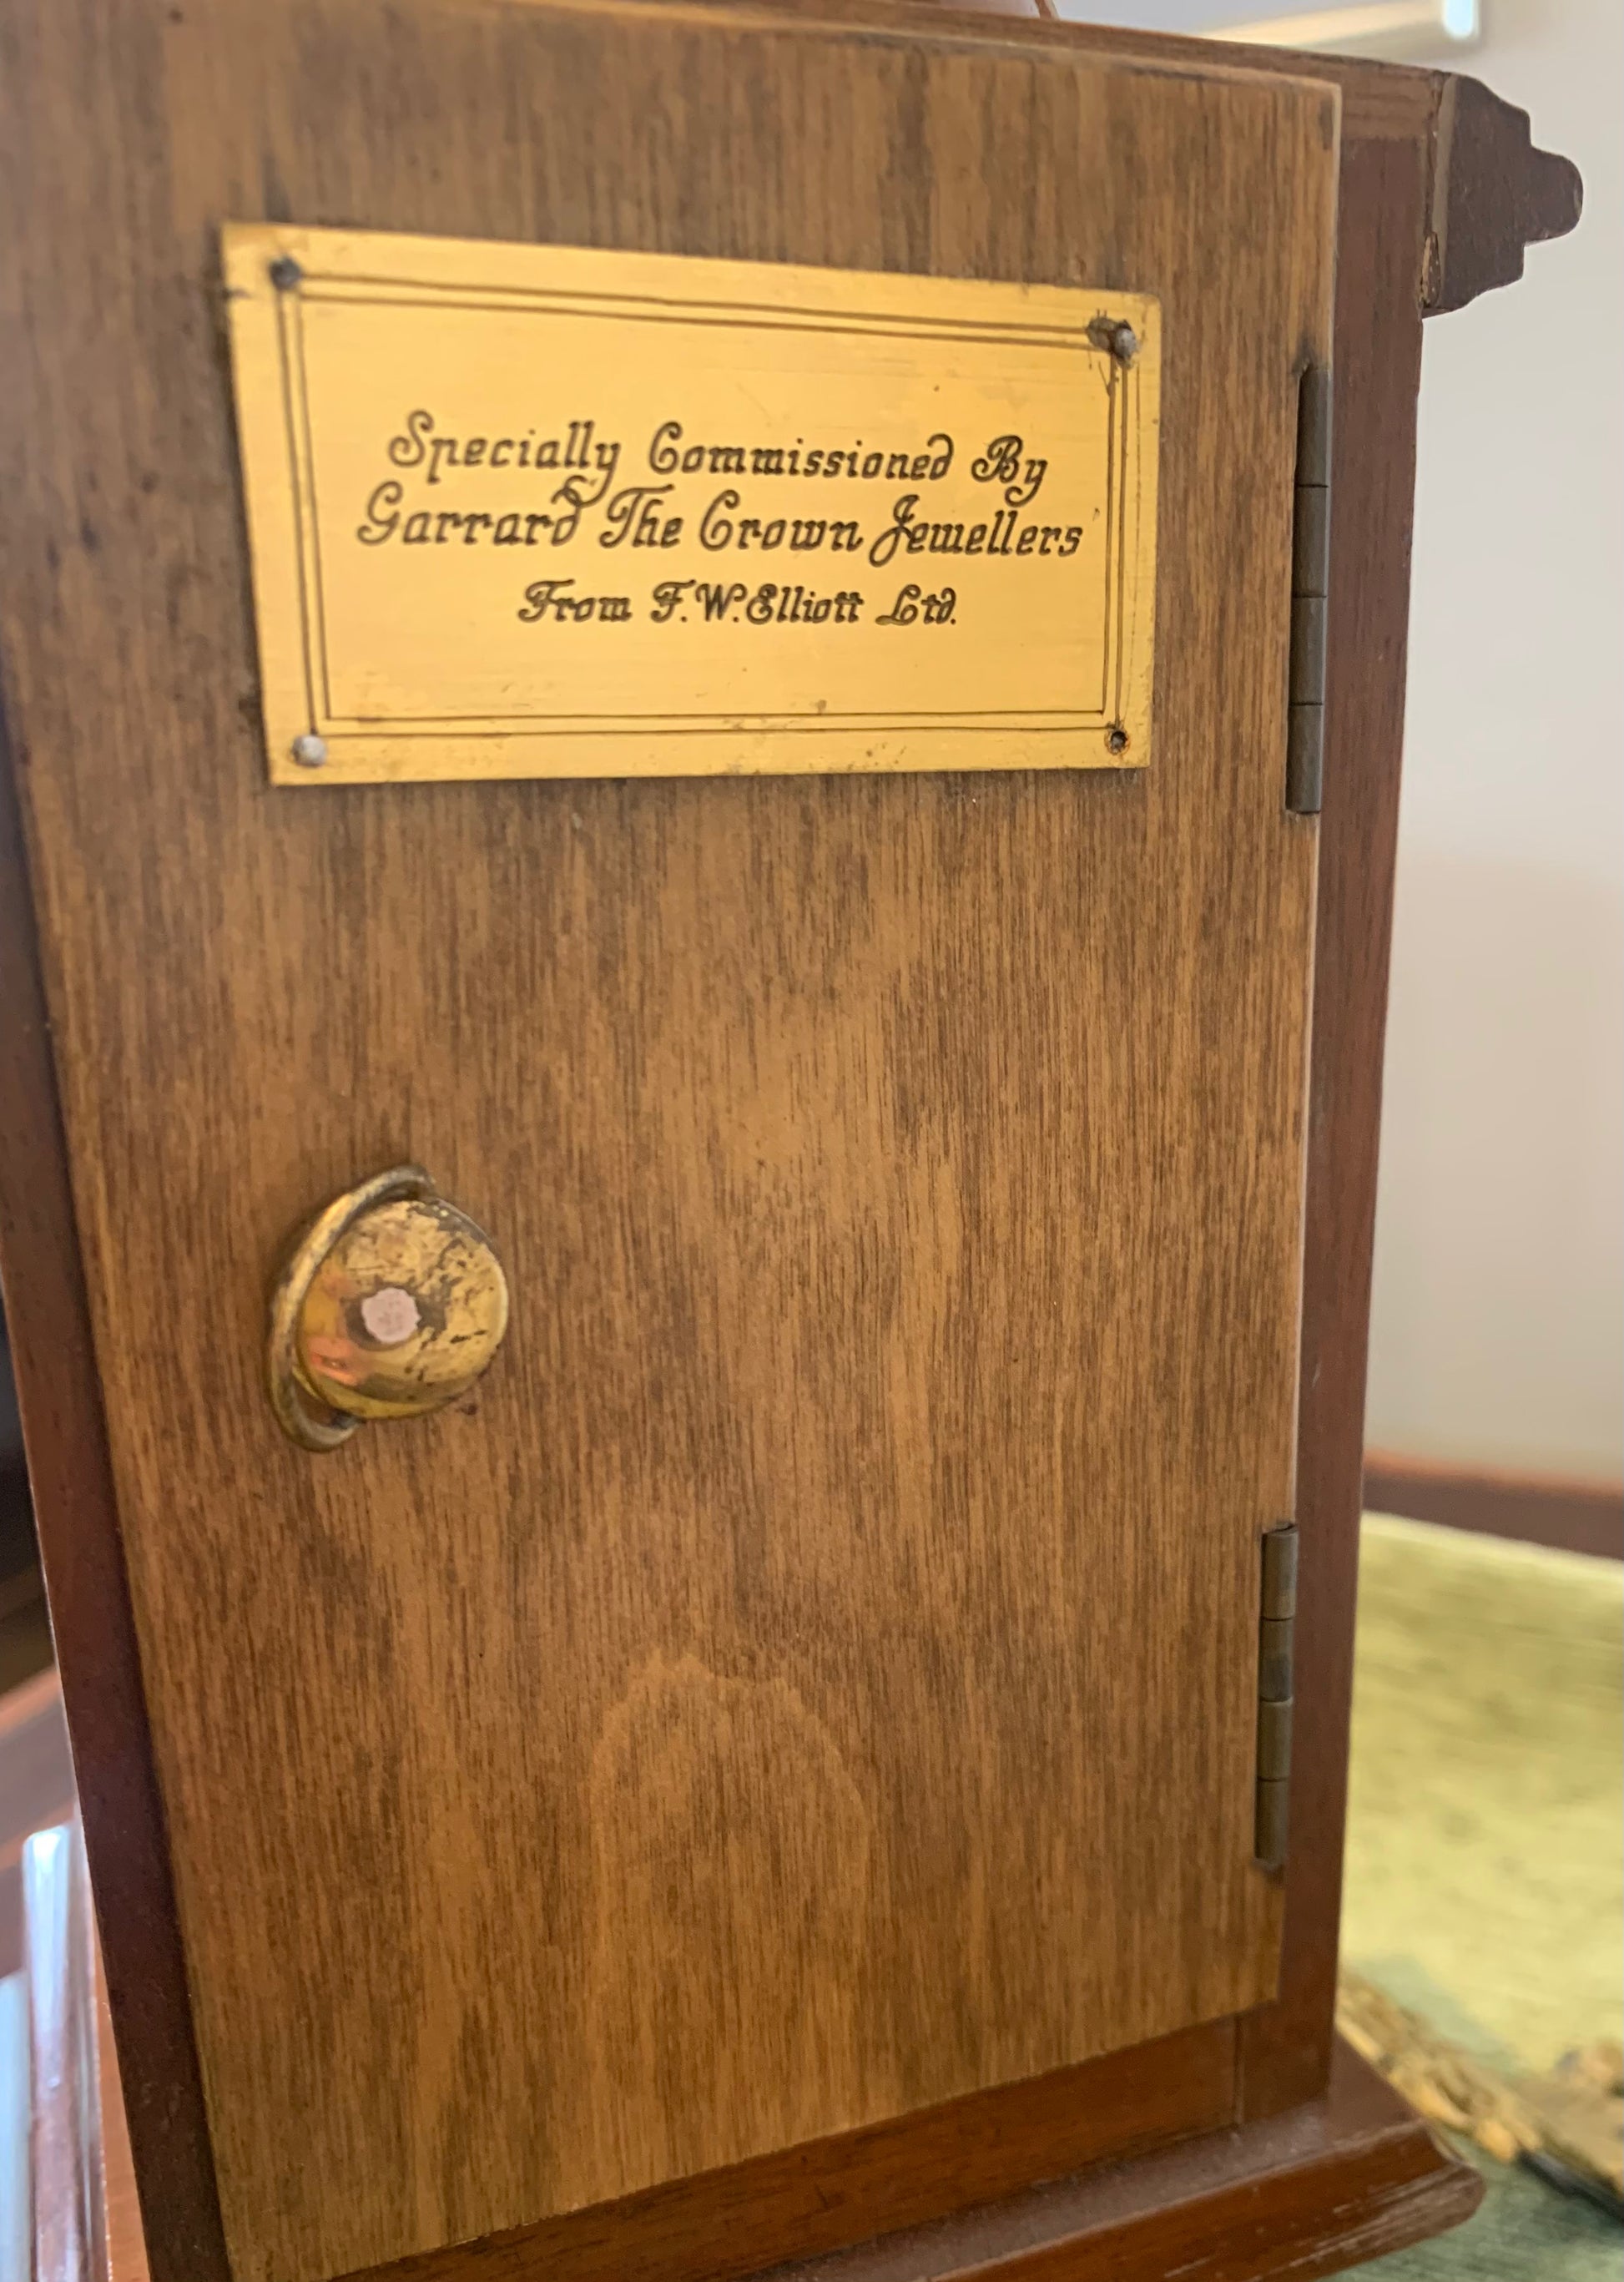 Specially Commissioned By
Garrard The Crown Jewellers
From F.W.Elliott Ltd.